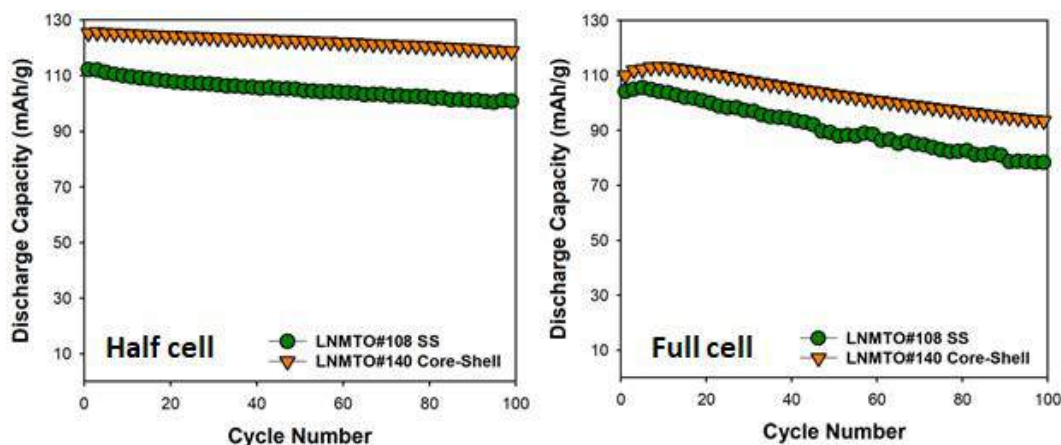 Discharge Capacity (mAh/g)
130
110
90
70
50
30
10
Half cell
LNMTO#108 SS
LNMTO#140 Core-Shell
0 20 40 60 80 100
Cycle Number
Discharge Capacity (mAh/g)
130
110
90
70
50
30
10
Full cell
LNMTO#108 SS
LNMTO#140 Core-Shell
0 20 40 60 80 100
Cycle Number